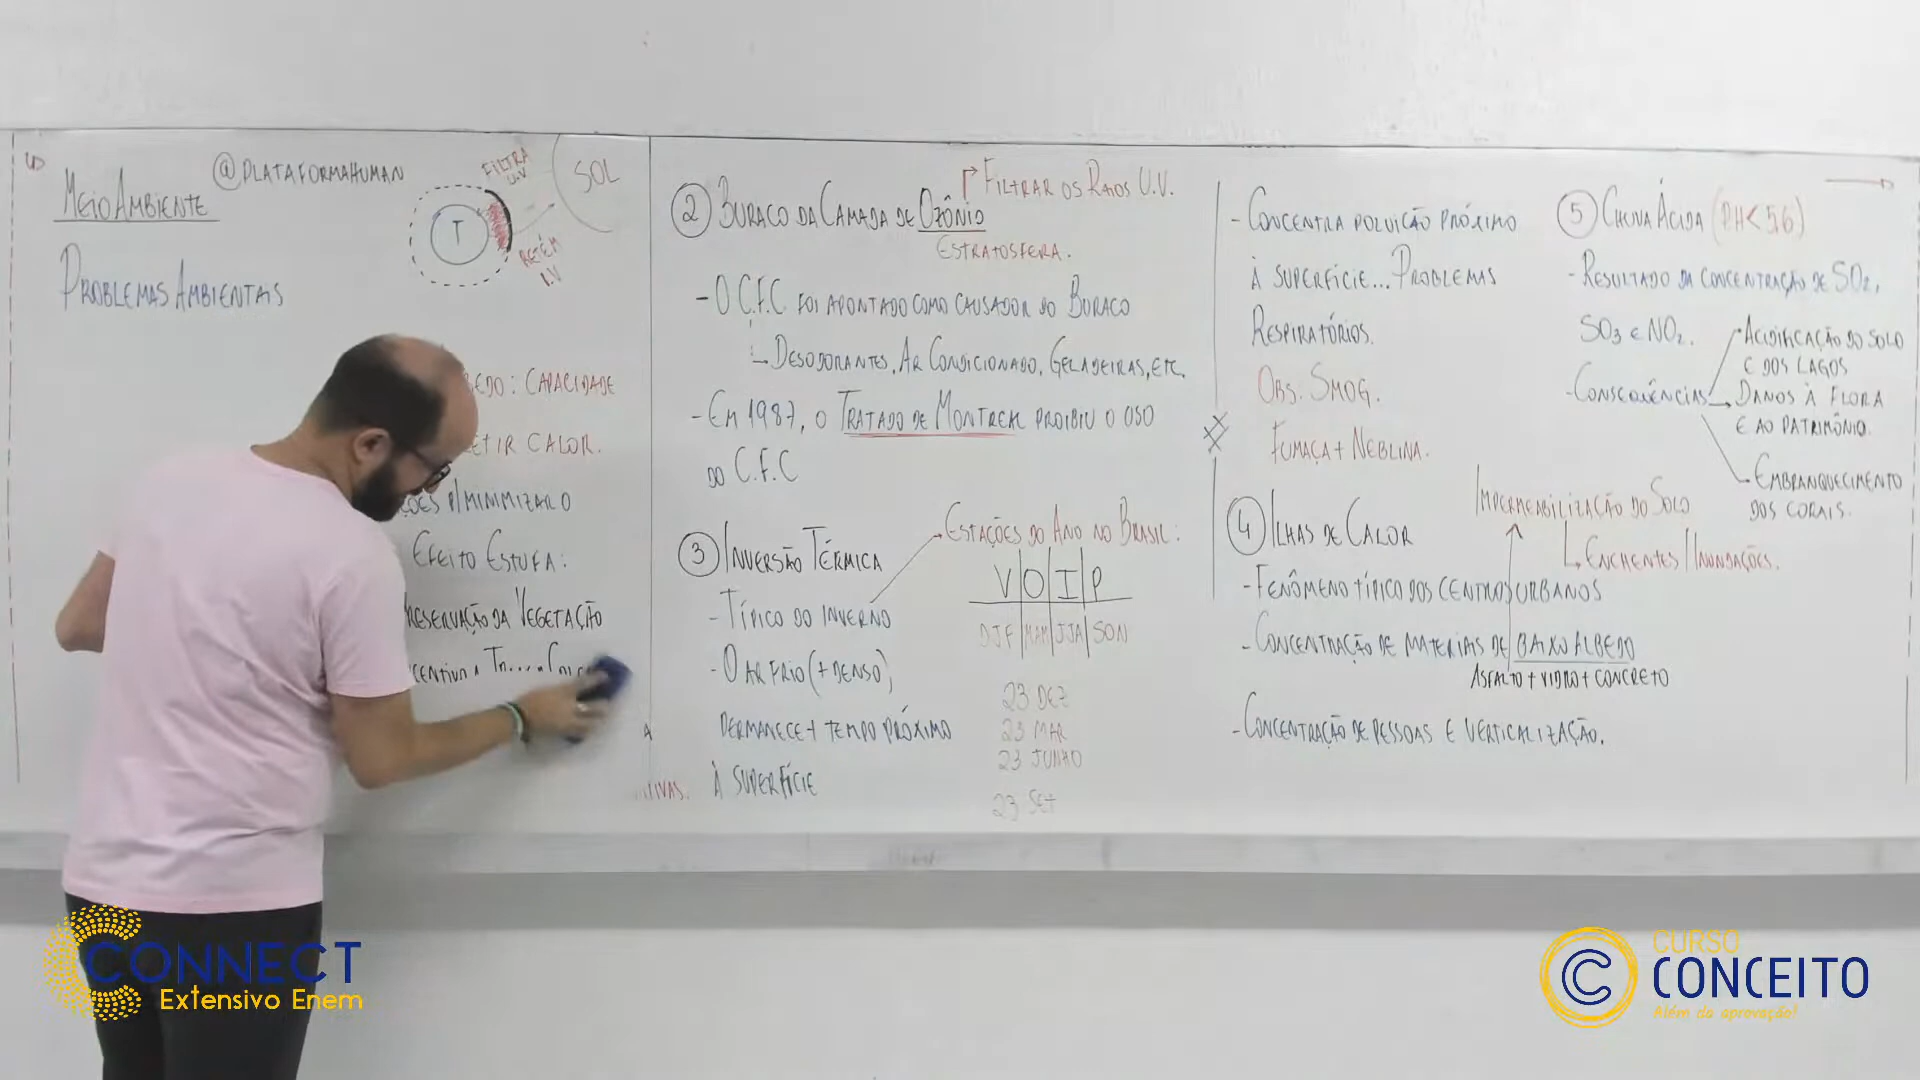 MEIO AMBIENTE
@PLATAFORMAHUMAN
PROBLEMAS AMBIENTAIS
FILTRA
U.V
SOL
T
RETÉM
I.V
: CAPACIDADE
CALOR.
P/MINIMIZAR O
EFEITO ESTUFA:
DA VEGETAÇÃO
② BURACO DA CAMADA DE OZÔNIO
FILTRAR OS RAIOS U.V.
ESTRATOSFERA.
- O C.F.C FOI APONTADO COMO CAUSADOR DO BURACO
DESODORANTES, AR CONDICIONADO, GELADEIRAS, ETC.
- EM 1987, O TRATADO DE MONTREAL PROIBIU O USO
DO C.F.C
③ INVERSÃO TÉRMICA
- TÍPICO DO INVERNO
- O AR FRIO (+ DENSO)
PERMANECE + TEMPO PRÓXIMO
À SUPERFÍCIE
ESTAÇÕES DO ANO NO BRASIL:
V O I P
DJF MAM JJA SON
23 DEZ
23 MAR
23 JUNHO
23 SET
- CONCENTRA POLUIÇÃO PRÓXIMO
À SUPERFÍCIE... PROBLEMAS
RESPIRATÓRIOS.
OBS. SMOG.
FUMAÇA + NEBLINA.
④ ILHAS DE CALOR
IMPERMEABILIZAÇÃO DO SOLO
ENCHENTES / INUNDAÇÕES.
- FENÔMENO TÍPICO DOS CENTROS URBANOS
- CONCENTRAÇÃO DE MATERIAIS DE BAIXO ALBEDO
ASFALTO + VIDRO + CONCRETO
- CONCENTRAÇÃO DE PESSOAS E VERTICALIZAÇÃO.
⑤ CHUVA ÁCIDA (PH < 5,6)
- RESULTADO DA CONCENTRAÇÃO DE SO2,
SO3 E NO2.
- CONSEQUÊNCIAS
ACIDIFICAÇÃO DO SOLO
E DOS LAGOS
DANOS À FLORA
E AO PATRIMÔNIO.
EMBRANQUECIMENTO
DOS CORAIS.
CONNECT
Extensivo Enem
CURSO
CONCEITO
Além da aprovação!